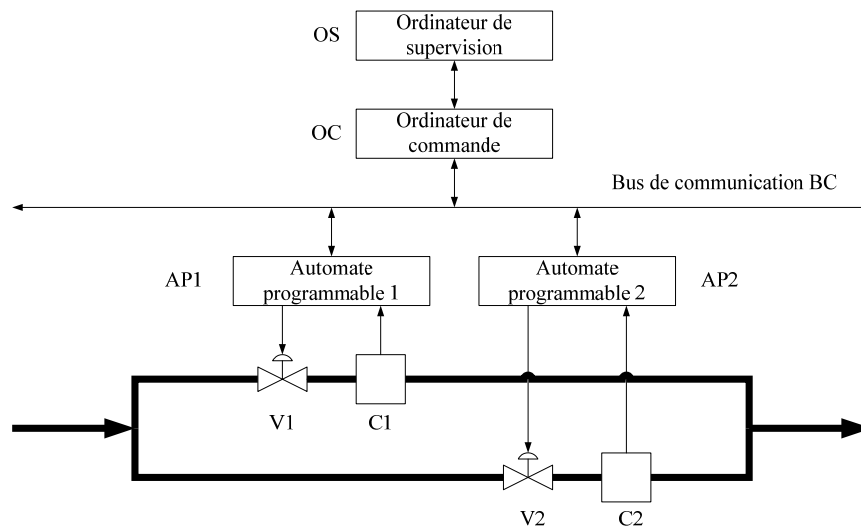 OS
Ordinateur de
supervision
OC
Ordinateur de
commande
Bus de communication BC
AP1
Automate
programmable 1
Automate
programmable 2
AP2
V1
C1
V2
C2